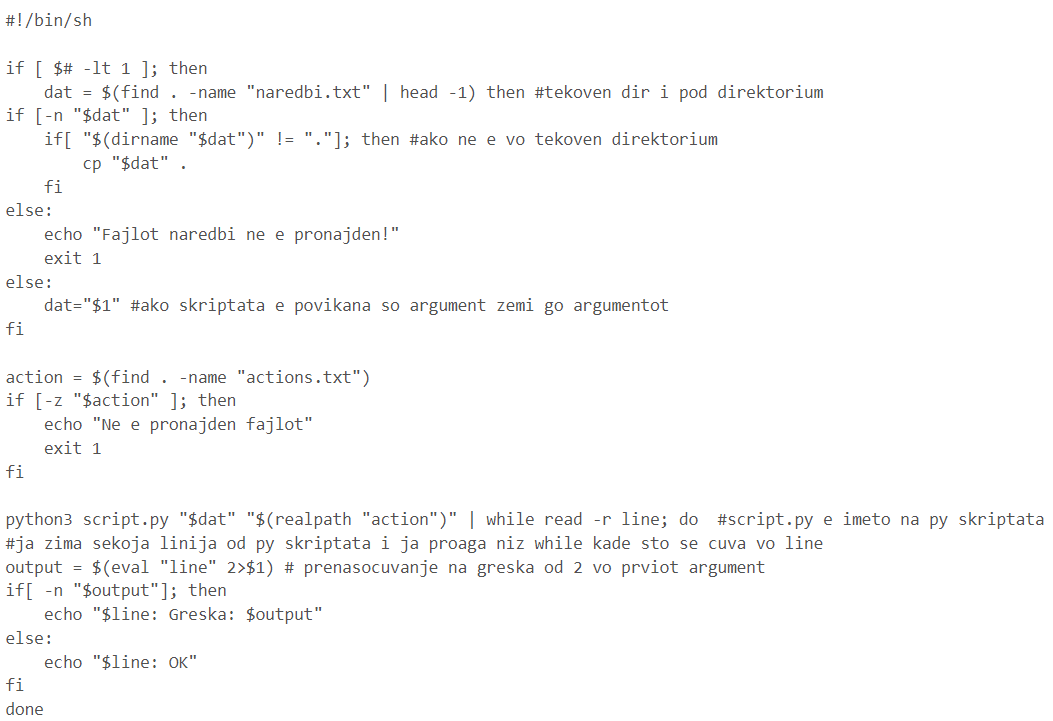 #!/bin/sh
if [ $# -lt 1 ]; then
dat = $(find . -name "naredbi.txt" | head -1) then #tekoven dir i pod direktorium
if [-n "$dat" ]; then
if[ "$(dirname "$dat")" != "."]; then #ako ne e vo tekoven direktorium
cp "$dat" .
fi
else:
echo "Fajlot naredbi ne e pronajden!"
exit 1
else:
dat="$1" #ako skriptata e povikana so argument zemi go argumentot
fi
action = $(find . -name "actions.txt")
if [-z "$action" ]; then
echo "Ne e pronajden fajlot"
exit 1
fi
python3 script.py "$dat" "$(realpath "action")" | while read -r line; do  #script.py e imeto na py skriptata
#ja zima sekoja linija od py skriptata i ja proaga niz while kade sto se cuva vo line
output = $(eval "line" 2>$1) # prenasocuvanje na greska od 2 vo prviot argument
if[ -n "$output"]; then
echo "$line: Greska: $output"
else:
echo "$line: OK"
fi
done